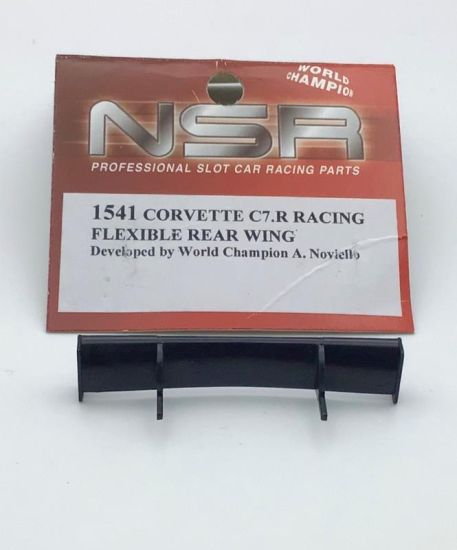 WORLD
CHAMPION
NSR
PROFESSIONAL SLOT CAR RACING PARTS
1541 CORVETTE C7.R RACING
FLEXIBLE REAR WING
Developed by World Champion A. Noviello